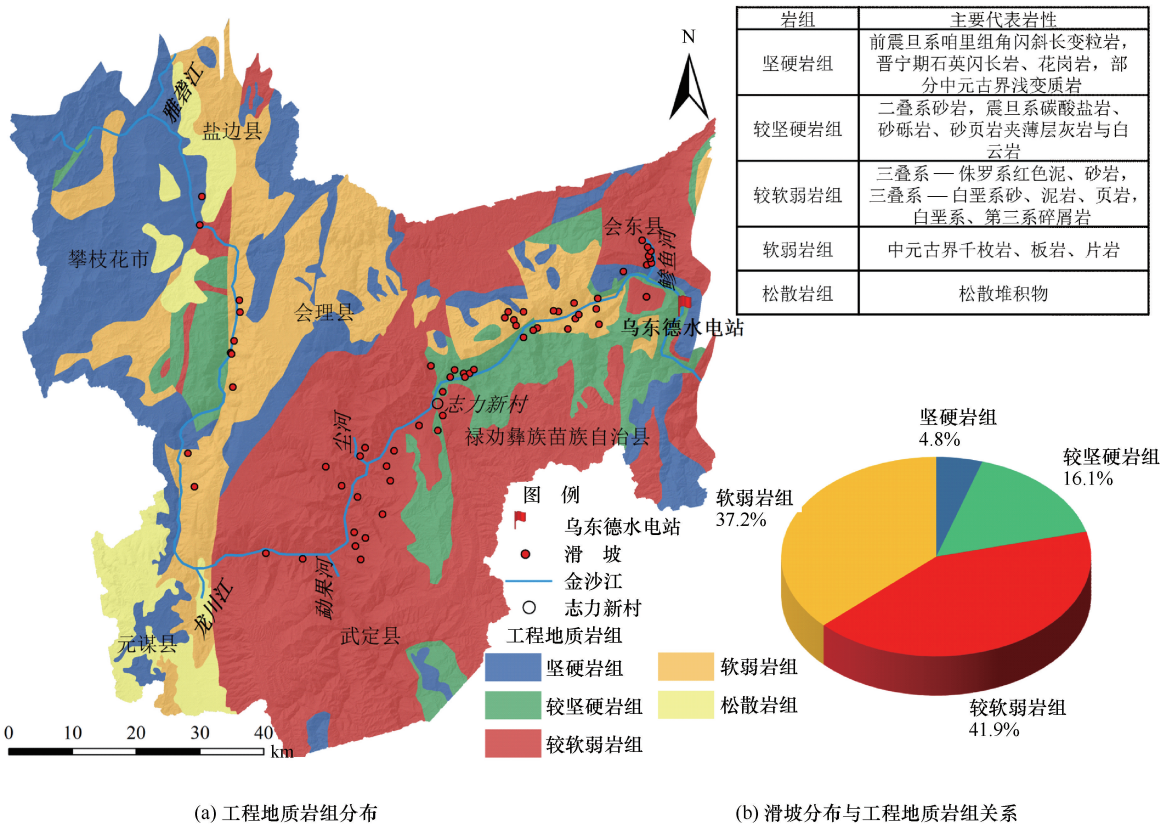 岩组 主要代表岩性
坚硬岩组
前震旦系咱里组角闪斜长变粒岩，
晋宁期石英闪长岩、花岗岩，部
分中元古界浅变质岩
较坚硬岩组
二叠系砂岩，震旦系碳酸盐岩、
砂砾岩、砂页岩夹薄层灰岩与白
云岩
较软弱岩组
三叠系 — 侏罗系红色泥、砂岩，
三叠系 — 白垩系砂、泥岩、页岩，
白垩系、第三系碎屑岩
软弱岩组 中元古界千枚岩、板岩、片岩
松散岩组 松散堆积物
N
雅砻江
盐边县
会东县
鲹鱼河
攀枝花市
会理县
乌东德水电站
志力新村
尘河
禄劝彝族苗族自治县
勐果河
龙川江
元谋县
武定县
图 例
乌东德水电站
滑 坡
金沙江
志力新村
工程地质岩组
坚硬岩组
软弱岩组
较坚硬岩组
松散岩组
较软弱岩组
0 10 20 30 40
km
坚硬岩组
4.8%
较坚硬岩组
16.1%
软弱岩组
37.2%
较软弱岩组
41.9%
(a) 工程地质岩组分布
(b) 滑坡分布与工程地质岩组关系